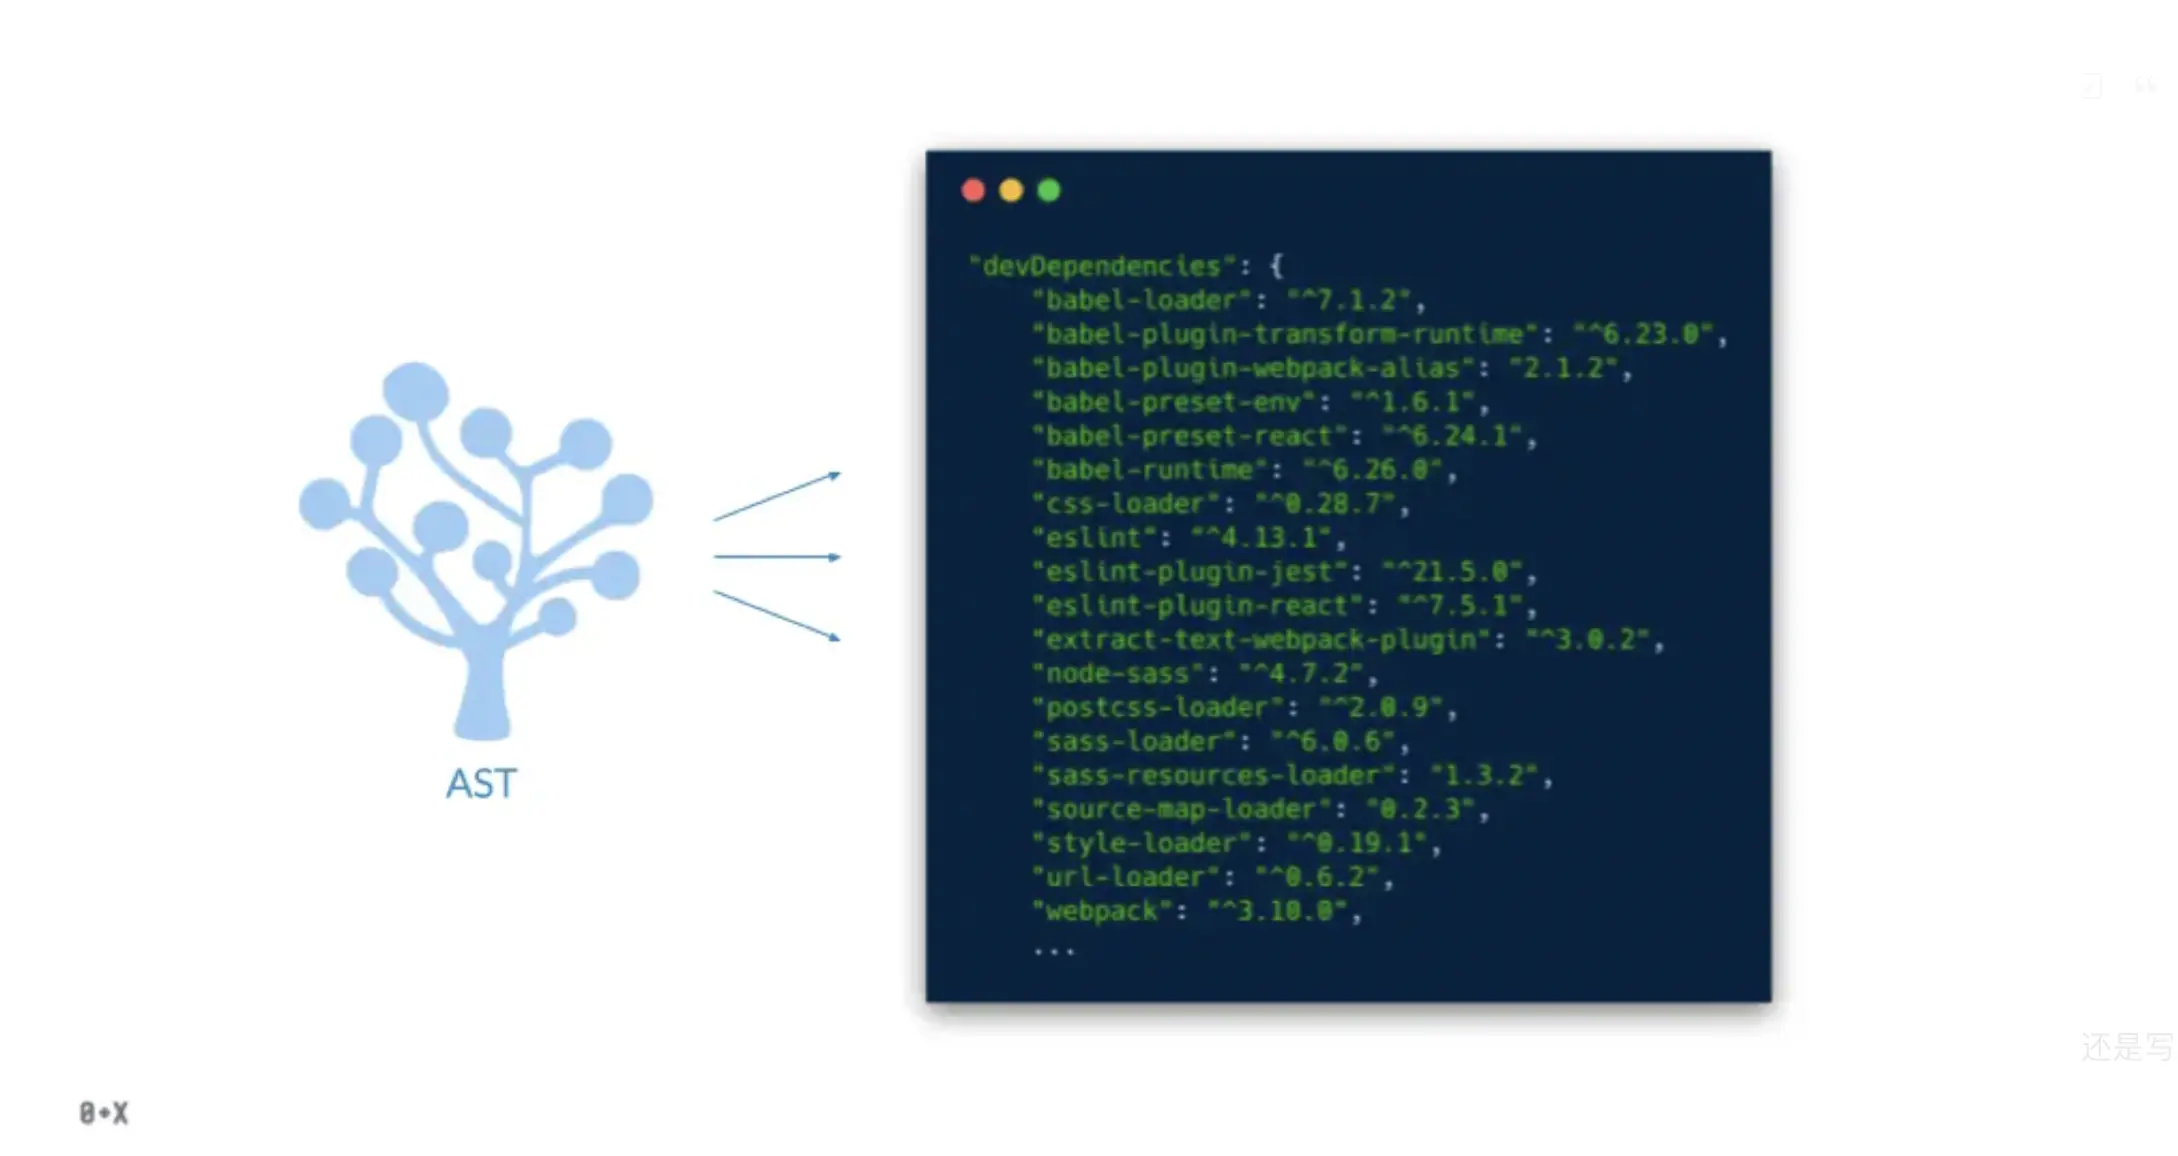 "devDependencies": {
"babel-loader": "^7.1.2",
"babel-plugin-transform-runtime": "^6.23.0",
"babel-plugin-webpack-alias": "2.1.2",
"babel-preset-env": "^1.6.1",
"babel-preset-react": "^6.24.1",
"babel-runtime": "^6.26.0",
"css-loader": "^0.28.7",
"eslint": "^4.13.1",
"eslint-plugin-jest": "^21.5.0",
"eslint-plugin-react": "^7.5.1",
"extract-text-webpack-plugin": "^3.0.2",
"node-sass": "^4.7.2",
"postcss-loader": "^2.0.9",
"sass-loader": "^6.0.6",
"sass-resources-loader": "1.3.2",
"source-map-loader": "0.2.3",
"style-loader": "^0.19.1",
"url-loader": "^0.6.2",
"webpack": "^3.10.0",
...
AST
还是写
0+X